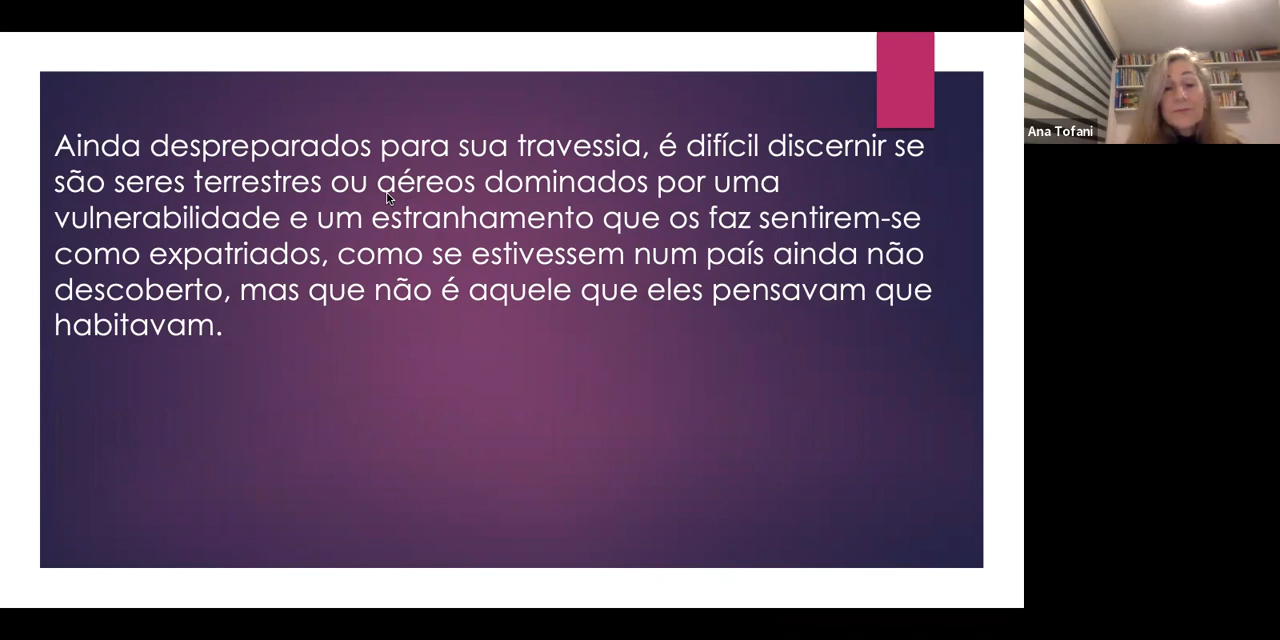 Ainda despreparados para sua travessia, é difícil discernir se
são seres terrestres ou aéreos dominados por uma
vulnerabilidade e um estranhamento que os faz sentirem-se
como expatriados, como se estivessem num país ainda não
descoberto, mas que não é aquele que eles pensavam que
habitavam.
Ana Tofani